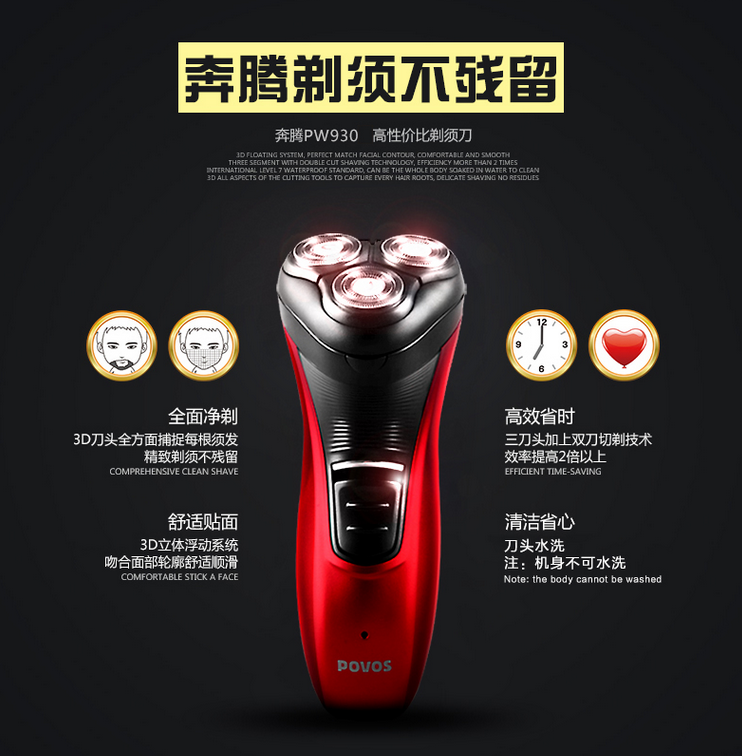 奔腾剃须不残留
奔腾PW930 高性价比剃须刀
3D FLOATING SYSTEM, PERFECT MATCH FACIAL CONTOUR, COMFORTABLE AND SMOOTH
THREE SEGMENT WITH DOUBLE CUT SHAVING TECHNOLOGY, EFFICIENCY MORE THAN 2 TIMES
INTERNATIONAL LEVEL 7 WATERPROOF STANDARD, CAN BE THE WHOLE BODY SOAKED IN WATER TO CLEAN
3D ALL ASPECTS OF THE CUTTING TOOLS TO CAPTURE EVERY HAIR ROOTS, DELICATE SHAVING NO RESIDUES
12
9 3
6
全面净剃
3D刀头全方面捕捉每根须发
精致剃须不残留
COMPREHENSIVE CLEAN SHAVE
高效省时
三刀头加上双刀切剃技术
效率提高2倍以上
EFFICIENT TIME-SAVING
舒适贴面
3D立体浮动系统
吻合面部轮廓舒适顺滑
COMFORTABLE STICK A FACE
清洁省心
刀头水洗
注：机身不可水洗
Note: the body cannot be washed
POVOS